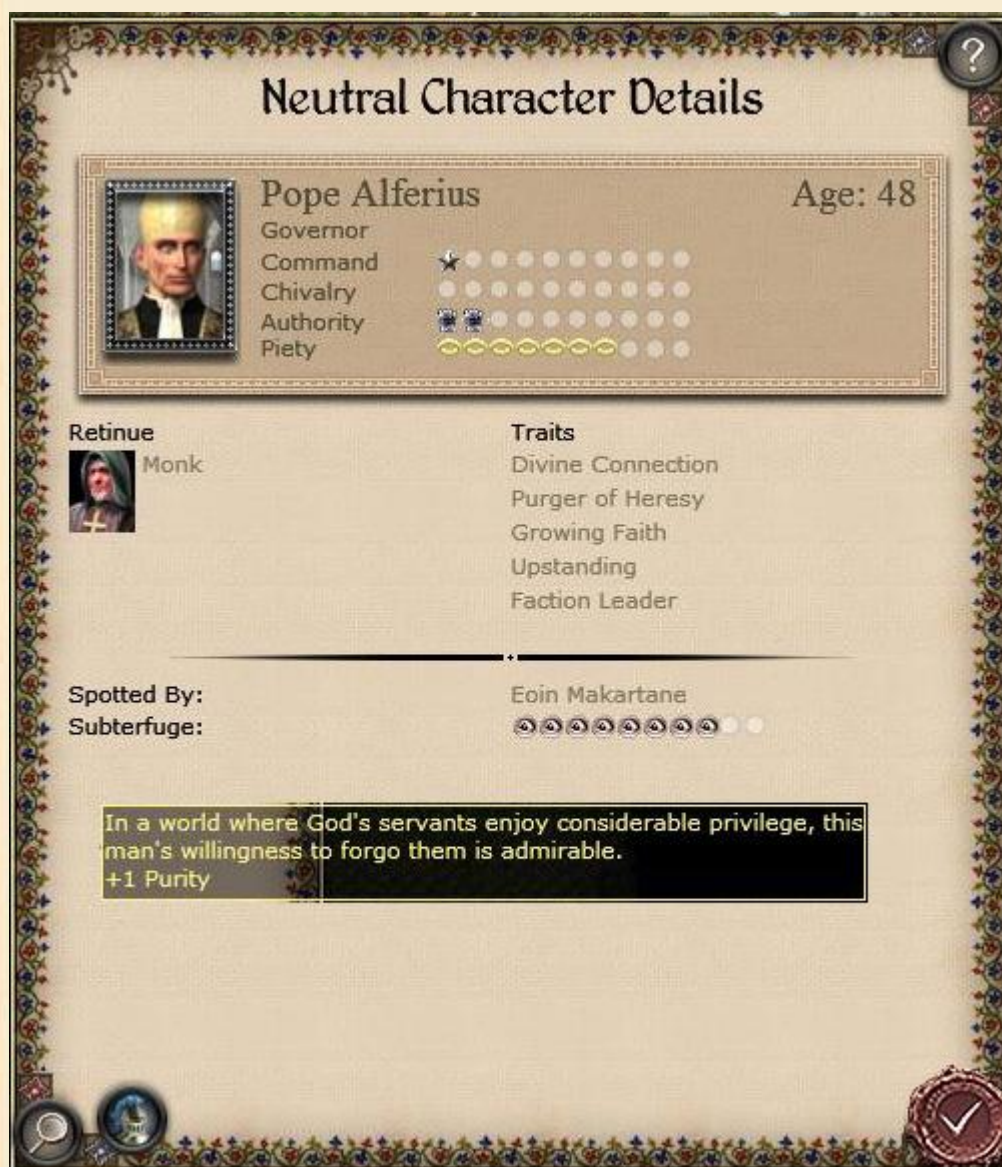 ?
Neutral Character Details
Pope Alferius
Age: 48
Governor
Command
Chivalry
Authority
Piety
Retinue
Monk
Traits
Divine Connection
Purger of Heresy
Growing Faith
Upstanding
Faction Leader
Spotted By:
Eoin Makartane
Subterfuge:
In a world where God's servants enjoy considerable privilege, this
man's willingness to forgo them is admirable.
+1 Purity